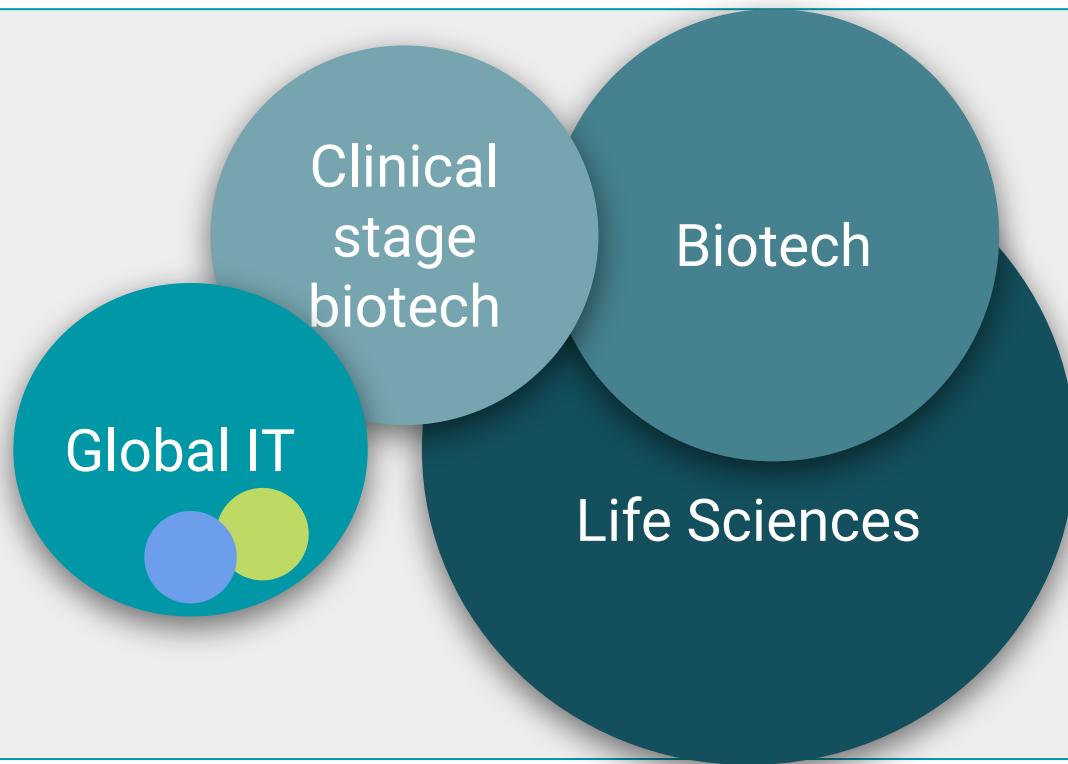 Clinical
stage
biotech
Biotech
Global IT
Life Sciences